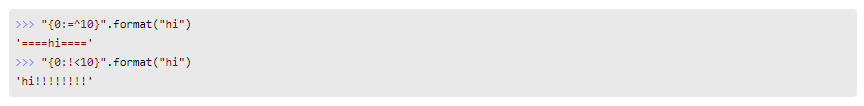 >>> "{0:=^10}".format("hi")
'====hi===='
>>> "{0:!<10}".format("hi")
'hi!!!!!!!!'